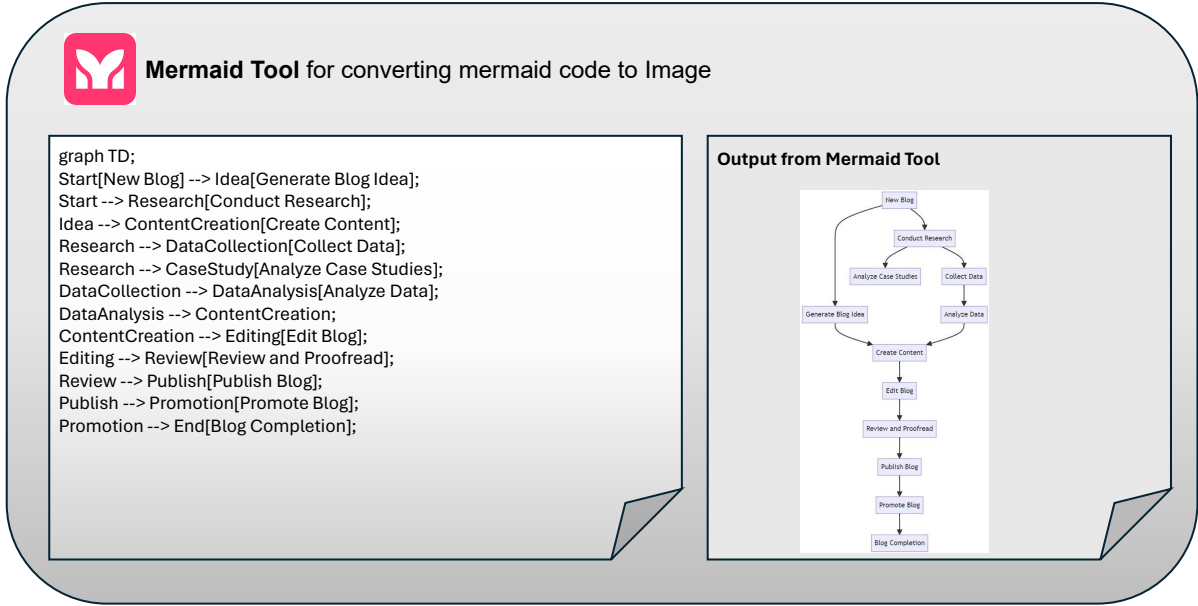 Mermaid Tool for converting mermaid code to Image
graph TD;
Start[New Blog] --> Idea[Generate Blog Idea];
Start --> Research[Conduct Research];
Idea --> ContentCreation[Create Content];
Research --> DataCollection[Collect Data];
Research --> CaseStudy[Analyze Case Studies];
DataCollection --> DataAnalysis[Analyze Data];
DataAnalysis --> ContentCreation;
ContentCreation --> Editing[Edit Blog];
Editing --> Review[Review and Proofread];
Review --> Publish[Publish Blog];
Publish --> Promotion[Promote Blog];
Promotion --> End[Blog Completion];
Output from Mermaid Tool
New Blog
Conduct Research
Analyze Case Studies
Collect Data
Generate Blog Idea
Analyze Data
Create Content
Edit Blog
Review and Proofread
Publish Blog
Promote Blog
Blog Completion